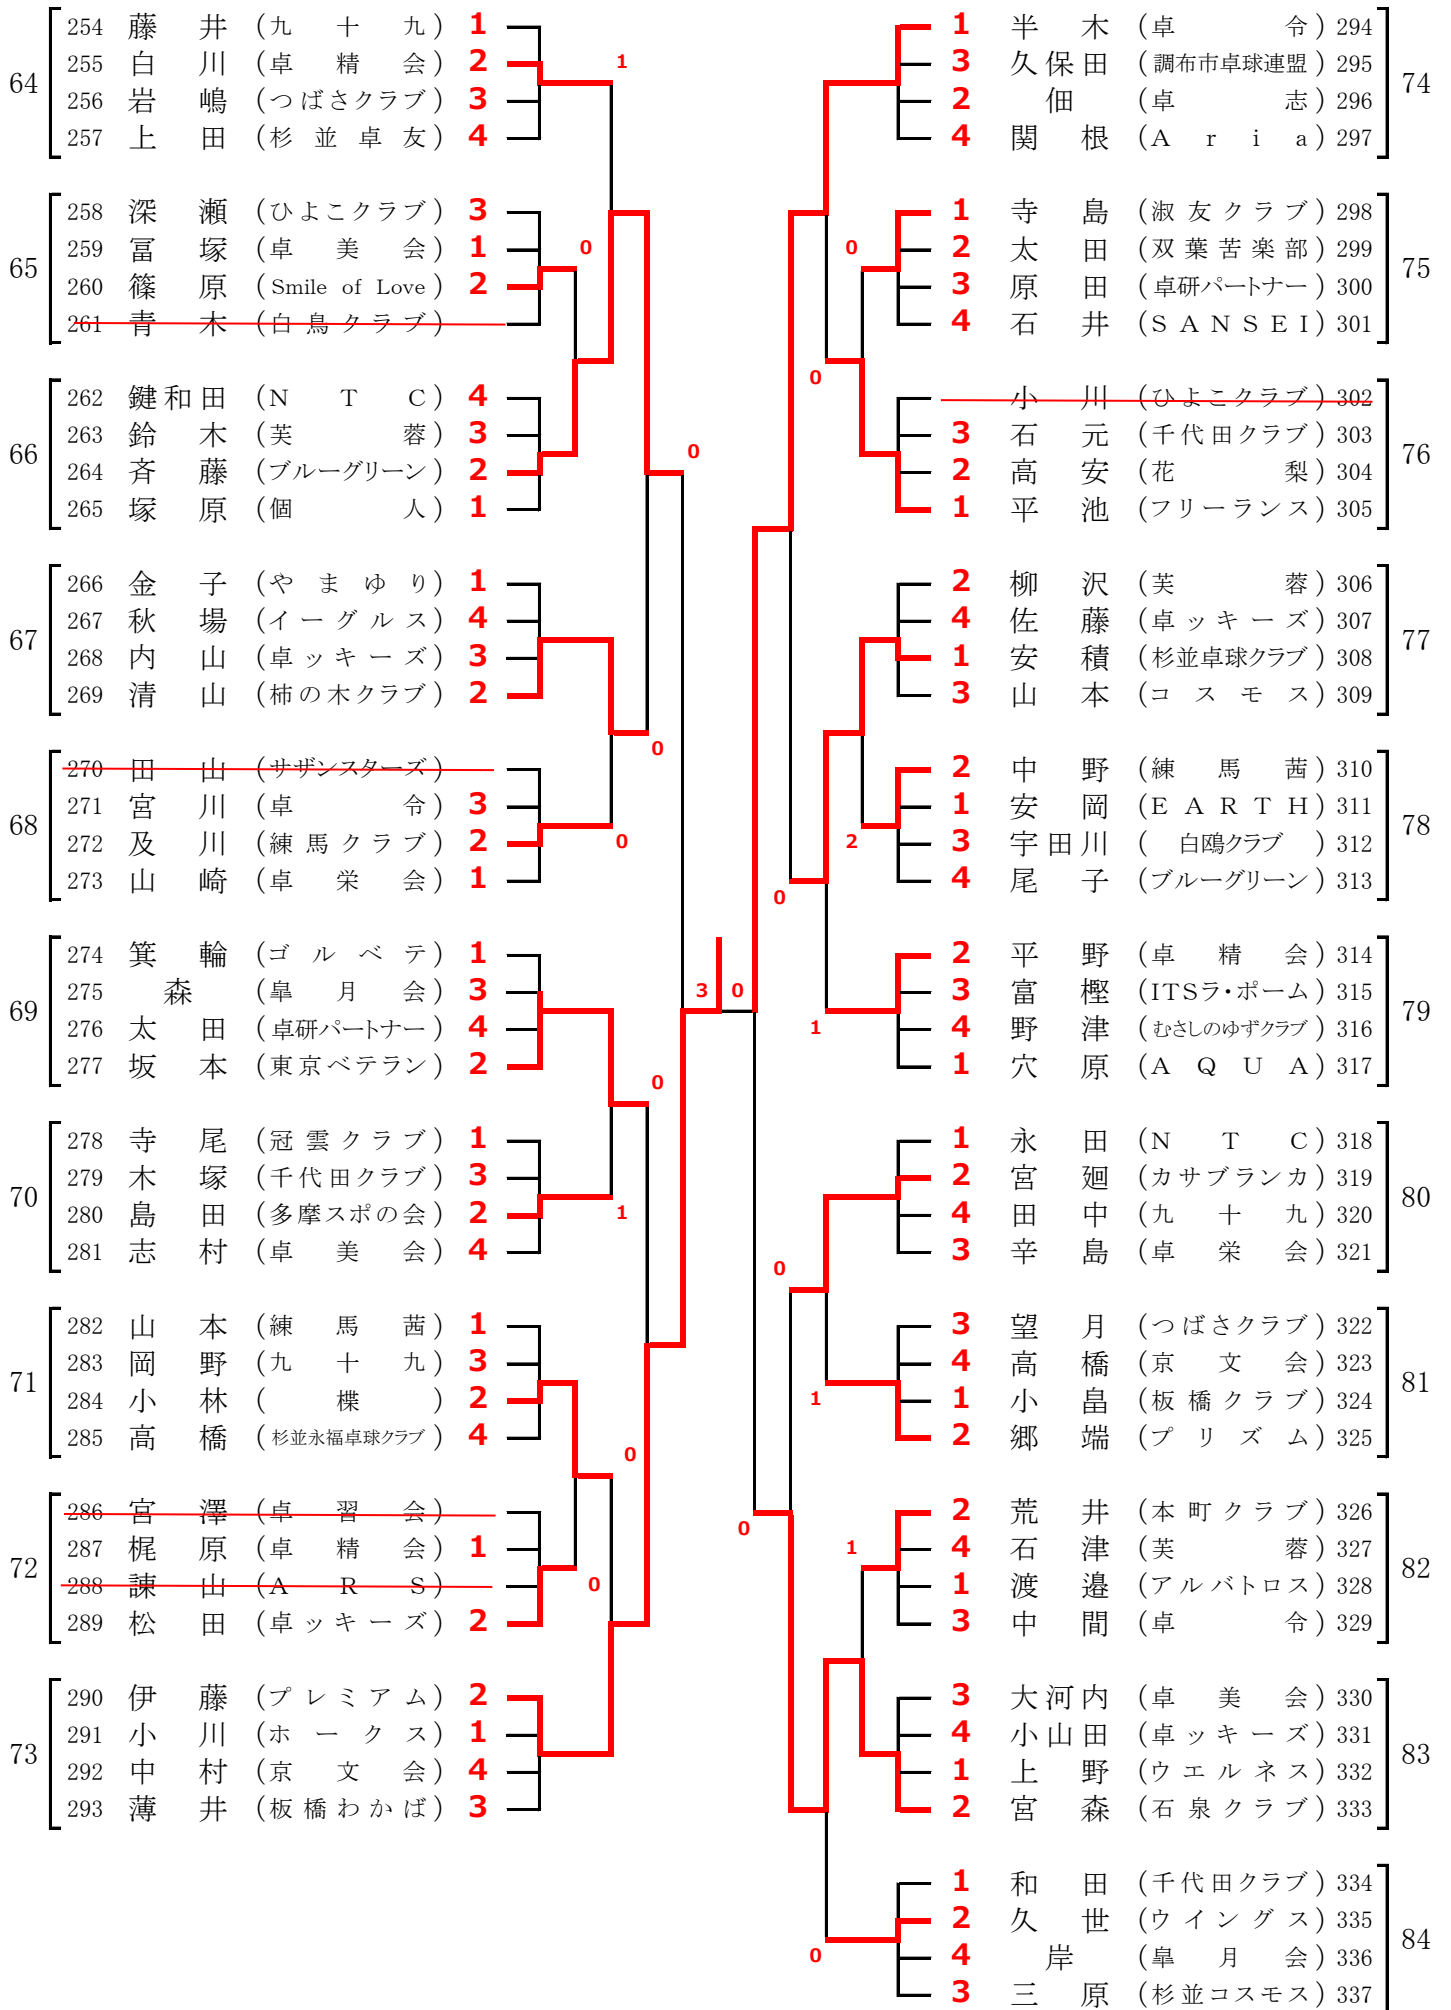 64
254 藤井 (九十九) 1
255 白川 (卓精会) 2
256 岩嶋 (つばさクラブ) 3
257 上田 (杉並卓友) 4
1
65
258 深瀬 (ひよこクラブ) 3
259 冨塚 (卓美会) 1
260 篠原 (Smile of Love) 2
261 青木 (白鳥クラブ)
0
66
262 鍵和田 (NTC) 4
263 鈴木 (芙蓉) 3
264 斉藤 (ブルーグリーン) 2
265 塚原 (個人) 1
0
67
266 金子 (やまゆり) 1
267 秋場 (イーグルス) 4
268 内山 (卓ッキーズ) 3
269 清山 (柿の木クラブ) 2
0
68
270 田山 (サザンスターズ)
271 宮川 (卓令) 3
272 及川 (練馬クラブ) 2
273 山崎 (卓栄会) 1
0
69
274 箕輪 (ゴルベテ) 1
275 森 (皐月会) 3
276 太田 (卓研パートナー) 4
277 坂本 (東京ベテラン) 2
3 0
0
70
278 寺尾 (冠雲クラブ) 1
279 木塚 (千代田クラブ) 3
280 島田 (多摩スポの会) 2
281 志村 (卓美会) 4
1
71
282 山本 (練馬茜) 1
283 岡野 (九十九) 3
284 小林 (楪) 2
285 高橋 (杉並永福卓球クラブ) 4
0
72
286 宮澤 (卓習会)
287 梶原 (卓精会) 1
288 諌山 (ARS)
289 松田 (卓ッキーズ) 2
0
73
290 伊藤 (プレミアム) 2
291 小川 (ホークス) 1
292 中村 (京文会) 4
293 薄井 (板橋わかば) 3
1 半木 (卓令) 294
3 久保田 (調布市卓球連盟) 295
2 佃 (卓志) 296
4 関根 (Aria) 297
74
0
1 寺島 (淑友クラブ) 298
2 太田 (双葉苦楽部) 299
3 原田 (卓研パートナー) 300
4 石井 (SANSEI) 301
75
0
小川 (ひよこクラブ) 302
3 石元 (千代田クラブ) 303
2 高安 (花梨) 304
1 平池 (フリーランス) 305
76
2 柳沢 (芙蓉) 306
4 佐藤 (卓ッキーズ) 307
1 安積 (杉並卓球クラブ) 308
3 山本 (コスモス) 309
77
2 中野 (練馬茜) 310
1 安岡 (EARTH) 311
3 宇田川 (白鴎クラブ) 312
4 尾子 (ブルーグリーン) 313
78
2
0
2 平野 (卓精会) 314
3 富樫 (ITSラ・ポーム) 315
4 野津 (むさしのゆずクラブ) 316
1 穴原 (AQUA) 317
79
1
1 永田 (NTC) 318
2 宮廻 (カサブランカ) 319
4 田中 (九十九) 320
3 辛島 (卓栄会) 321
80
0
3 望月 (つばさクラブ) 322
4 高橋 (京文会) 323
1 小畠 (板橋クラブ) 324
2 郷端 (プリズム) 325
81
1
0
2 荒井 (本町クラブ) 326
4 石津 (芙蓉) 327
1 渡邉 (アルバトロス) 328
3 中間 (卓令) 329
82
1
3 大河内 (卓美会) 330
4 小山田 (卓ッキーズ) 331
1 上野 (ウエルネス) 332
2 宮森 (石泉クラブ) 333
83
1 和田 (千代田クラブ) 334
2 久世 (ウイングス) 335
4 岸 (皐月会) 336
3 三原 (杉並コスモス) 337
84
0